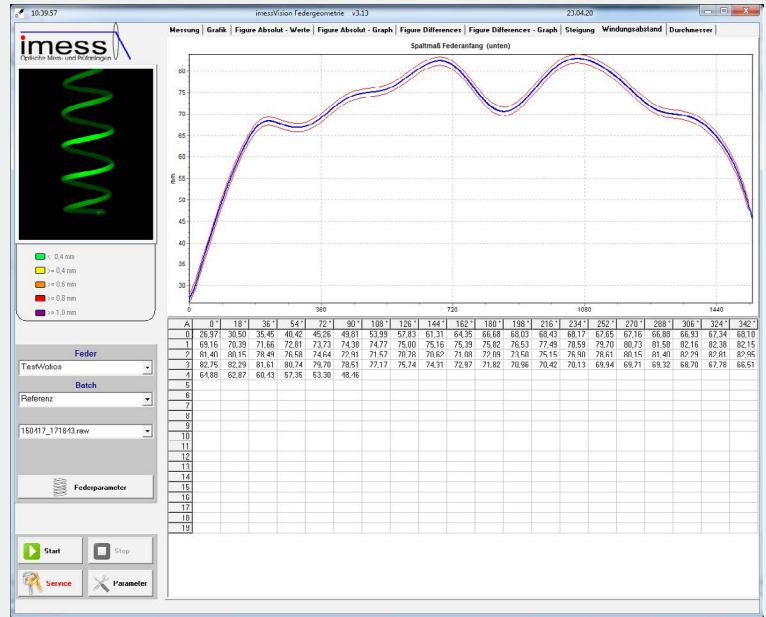 10:39:57 imessVision Federgeometrie v3.13 23.04.20
Messung Grafik Figure Absolut - Werte Figure Absolut - Graph Figure Differences Figure Differences - Graph Steigung Windungsabstand Durchmesser
imess
Optische Mess- und Prüfanlagen
Spaltmaß Federanfang (unten)
80
75
70
65
60
55
50
45
40
35
30
mm
0 360 720 1080 1440
< 0,4 mm
>= 0,4 mm
>= 0,6 mm
>= 0,8 mm
>= 1,0 mm
A 0° 18° 36° 54° 72° 90° 108° 126° 144° 162° 180° 198° 216° 234° 252° 270° 288° 306° 324° 342°
0 26,97 30,50 35,45 40,42 45,26 49,81 53,99 57,83 61,31 64,35 66,68 68,03 68,43 68,17 67,65 67,16 66,88 66,93 67,34 68,10
1 69,16 70,39 71,66 72,81 73,73 74,38 74,77 75,00 75,16 75,39 75,82 76,53 77,49 78,59 79,70 80,73 81,58 82,16 82,38 82,15
2 81,40 80,15 78,49 76,58 74,64 72,91 71,57 70,78 70,62 71,08 72,09 73,50 75,15 76,90 78,61 80,15 81,40 82,29 82,81 82,95
3 82,75 82,29 81,61 80,74 79,70 78,51 77,17 75,74 74,31 72,97 71,82 70,96 70,42 70,13 69,94 69,71 69,32 68,70 67,78 66,51
4 64,88 62,87 60,43 57,35 53,30 48,46
5
6
7
8
9
10
11
12
13
14
15
16
17
18
19
Feder
TestWafios
Batch
Referenz
150417_171843.raw
Federparameter
Start Stop
Service Parameter